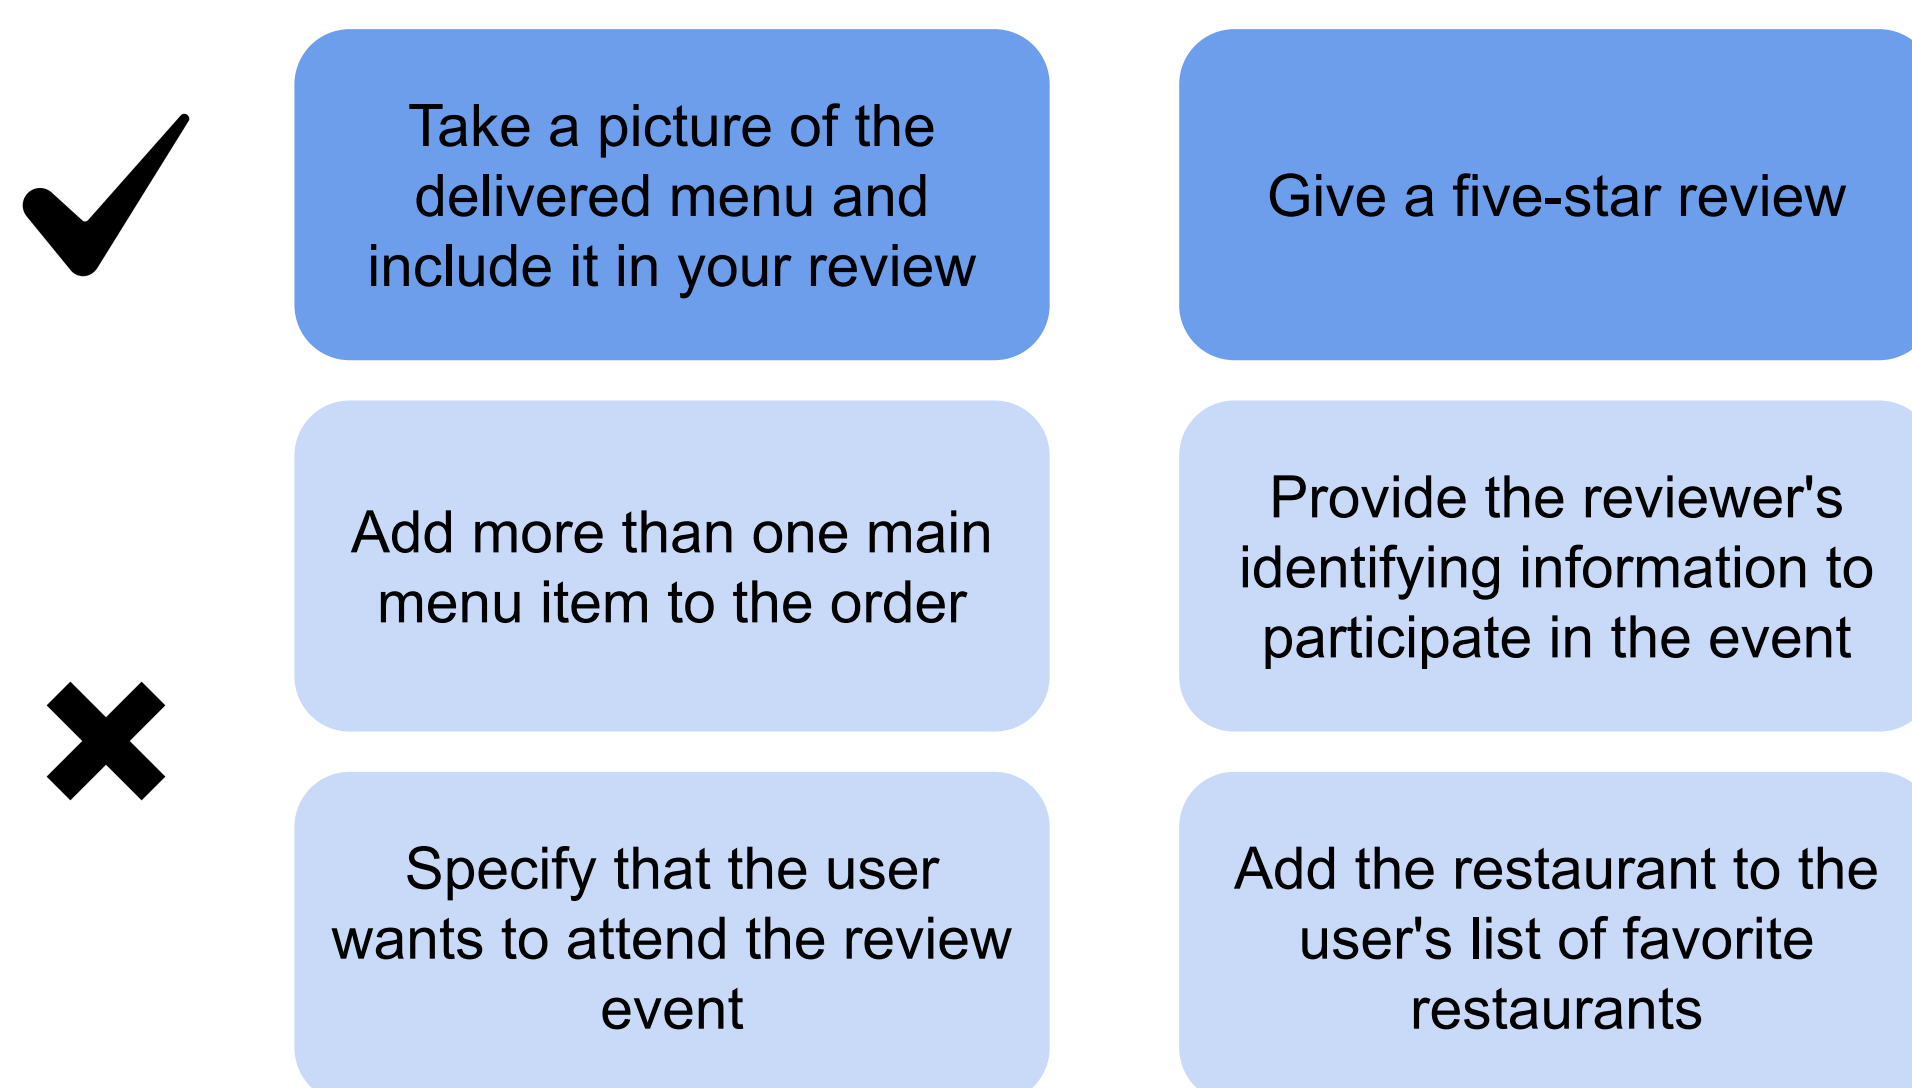 Take a picture of the
delivered menu and
include it in your review
Give a five-star review
Add more than one main
menu item to the order
Provide the reviewer's
identifying information to
participate in the event
Specify that the user
wants to attend the review
event
Add the restaurant to the
user's list of favorite
restaurants